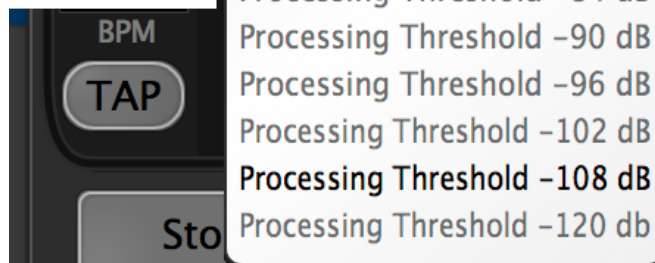 BPM
TAP
Sto
Processing Threshold -90 dB
Processing Threshold -96 dB
Processing Threshold -102 dB
Processing Threshold -108 dB
Processing Threshold -120 db